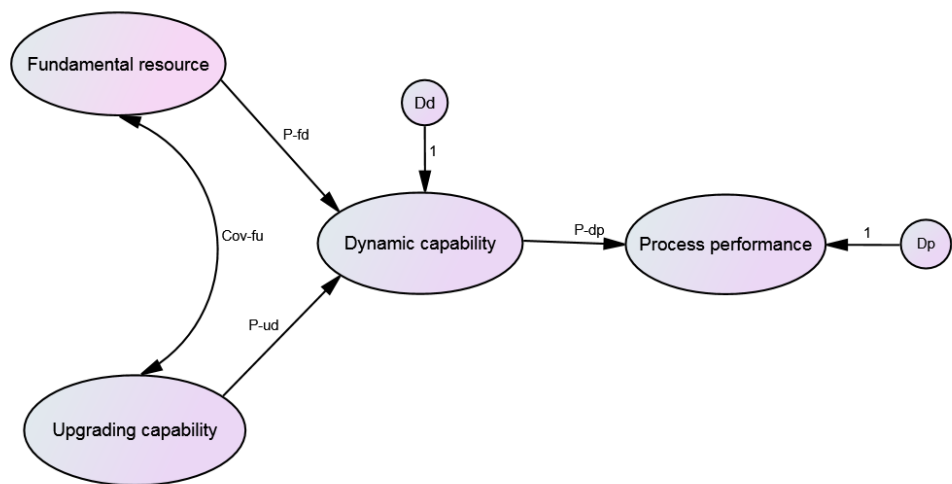 Fundamental resource
Dd
P-fd
1
Cov-fu
Dynamic capability
P-dp
Process performance
1
Dp
P-ud
Upgrading capability